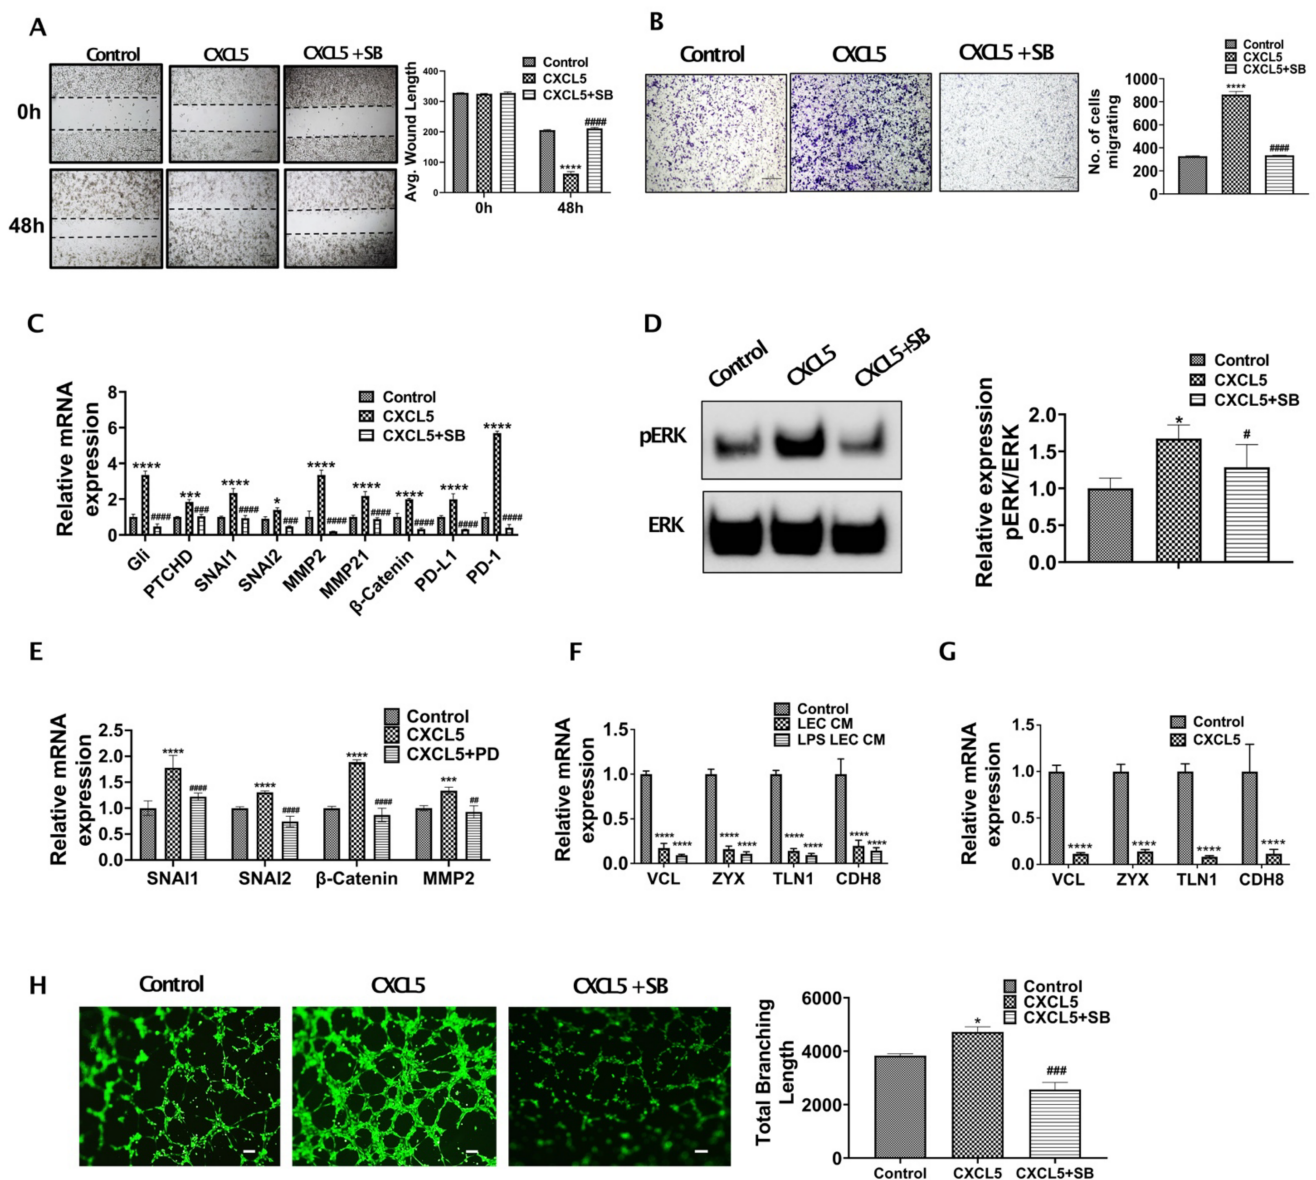 A
Control
CXCL5
CXCL5 +SB
0h
48h
Avg. Wound Length
400
300
200
100
0
0h
48h
Control
CXCL5
CXCL5+SB
****
####
B
Control
CXCL5
CXCL5 +SB
Control
CXCL5
CXCL5+SB
No. of cells
migrating
1000
800
600
400
200
0
****
####
C
Relative mRNA
expression
8
6
4
2
0
Control
CXCL5
CXCL5+SB
****
####
***
###
****
####
*
###
****
####
****
####
****
####
****
####
****
####
Gli
PTCHD
SNAI1
SNAI2
MMP2
MMP21
β-Catenin
PD-L1
PD-1
D
Control
CXCL5
CXCL5+SB
pERK
ERK
Relative expression
pERK/ERK
2.0
1.5
1.0
0.5
0.0
Control
CXCL5
CXCL5+SB
*
#
E
Relative mRNA
expression
2.5
2.0
1.5
1.0
0.5
0.0
Control
CXCL5
CXCL5+PD
****
####
****
####
****
####
***
##
SNAI1
SNAI2
β-Catenin
MMP2
F
Relative mRNA
expression
1.5
1.0
0.5
0.0
Control
LEC CM
LPS LEC CM
****
****
****
****
****
****
****
****
VCL
ZYX
TLN1
CDH8
G
Relative mRNA
expression
1.5
1.0
0.5
0.0
Control
CXCL5
****
****
****
****
VCL
ZYX
TLN1
CDH8
H
Control
CXCL5
CXCL5 +SB
Total Branching
Length
6000
4000
2000
0
Control
CXCL5
CXCL5+SB
*
###
Control
CXCL5
CXCL5+SB